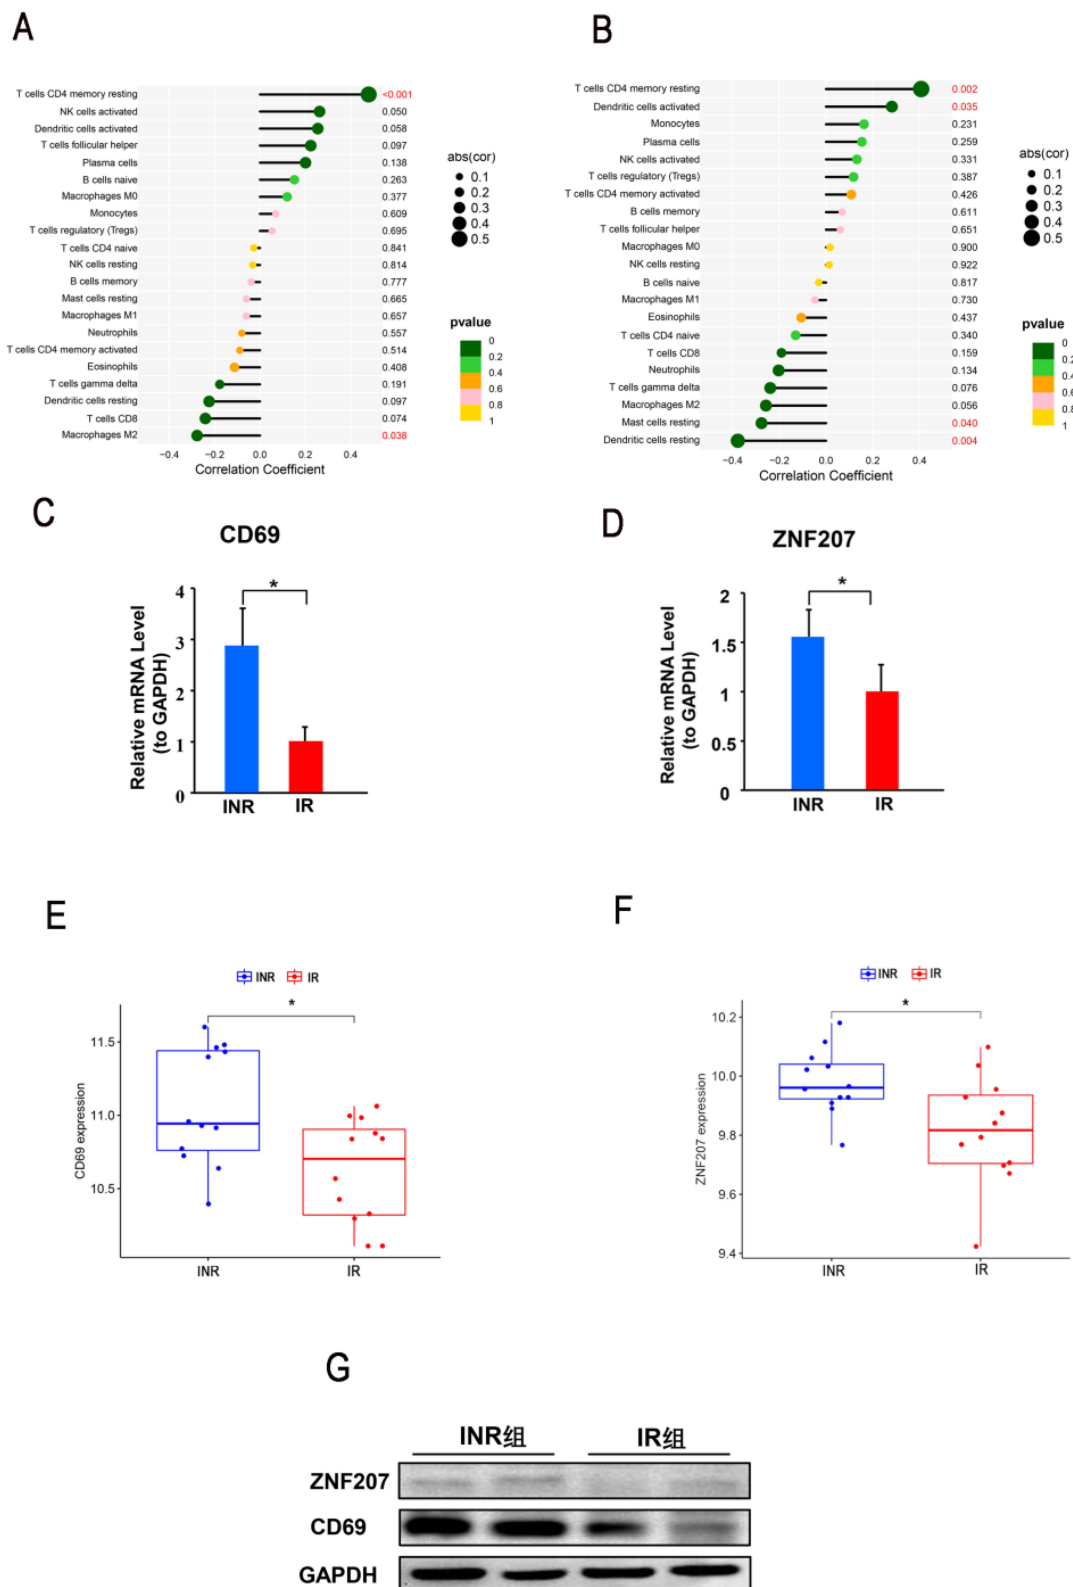 A
T cells CD4 memory resting <0.001
NK cells activated 0.050
Dendritic cells activated 0.058
T cells follicular helper 0.097
Plasma cells 0.138
B cells naive 0.263
Macrophages M0 0.377
Monocytes 0.609
T cells regulatory (Tregs) 0.695
T cells CD4 naive 0.841
NK cells resting 0.814
B cells memory 0.777
Mast cells resting 0.665
Macrophages M1 0.657
Neutrophils 0.557
T cells CD4 memory activated 0.514
Eosinophils 0.408
T cells gamma delta 0.191
Dendritic cells resting 0.097
T cells CD8 0.074
Macrophages M2 0.038
−0.4 −0.2 0.0 0.2 0.4
Correlation Coefficient
abs(cor)
0.1
0.2
0.3
0.4
0.5
pvalue
0
0.2
0.4
0.6
0.8
1
B
T cells CD4 memory resting 0.002
Dendritic cells activated 0.035
Monocytes 0.231
Plasma cells 0.259
NK cells activated 0.331
T cells regulatory (Tregs) 0.387
T cells CD4 memory activated 0.426
B cells memory 0.611
T cells follicular helper 0.651
Macrophages M0 0.900
NK cells resting 0.922
B cells naive 0.817
Macrophages M1 0.730
Eosinophils 0.437
T cells CD4 naive 0.340
T cells CD8 0.159
Neutrophils 0.134
T cells gamma delta 0.076
Macrophages M2 0.056
Mast cells resting 0.040
Dendritic cells resting 0.004
−0.4 −0.2 0.0 0.2 0.4
Correlation Coefficient
abs(cor)
0.1
0.2
0.3
0.4
0.5
pvalue
0
0.2
0.4
0.6
0.8
1
C
CD69
*
Relative mRNA Level
(to GAPDH)
4
3
2
1
0
INR IR
D
ZNF207
*
Relative mRNA Level
(to GAPDH)
2
1.5
1
0.5
0
INR IR
E
INR IR
*
CD69 expression
11.5
11.0
10.5
INR IR
F
INR IR
*
ZNF207 expression
10.2
10.0
9.8
9.6
9.4
INR IR
G
INR组 IR组
ZNF207
CD69
GAPDH